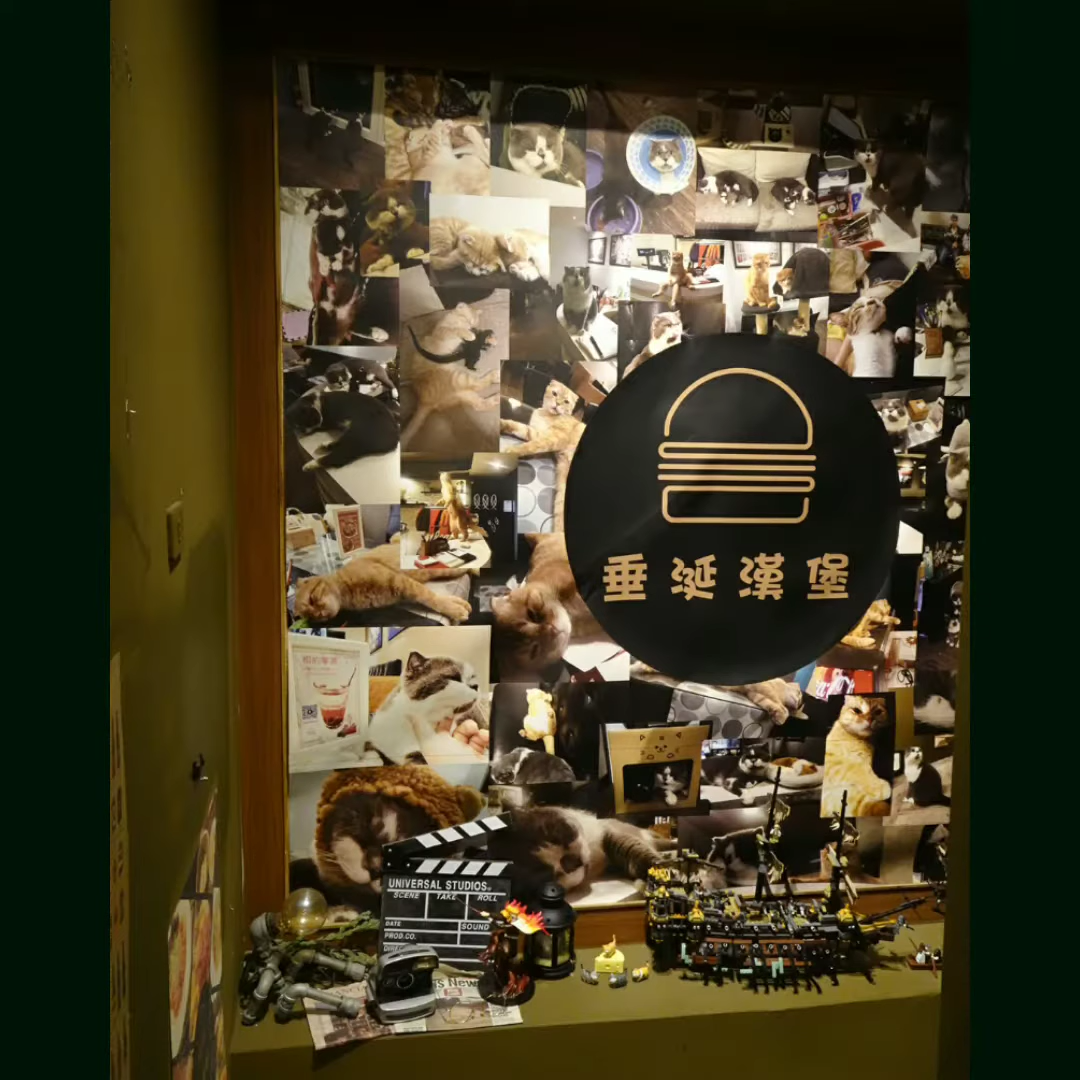 垂涎漢堡
UNIVERSAL STUDIOS
SCENE TAKE ROLL
DATE
SOUND
PROD.CO.